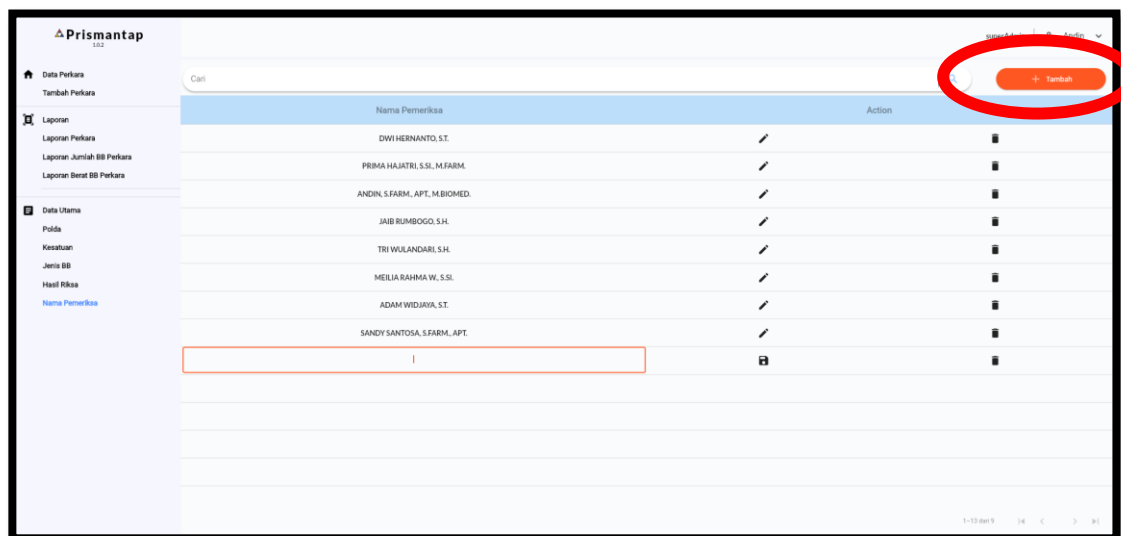 Prismantap
1.0.2
Andin
Data Perkara
Tambah Perkara
Laporan
Laporan Perkara
Laporan Jumlah BB Perkara
Laporan Berat BB Perkara
Data Utama
Polda
Kesatuan
Jenis BB
Hasil Riksa
Nama Pemeriksa
Cari
+ Tambah
Nama Pemeriksa Action
DWI HERNANTO, S.T.
PRIMA HAJATRI, S.SI., M.FARM.
ANDIN, S.FARM., APT., M.BIOMED.
JAIB RUMBOGO, S.H.
TRI WULANDARI, S.H.
MEILIA RAHMA W., S.SI.
ADAM WIDJAYA, S.T.
SANDY SANTOSA, S.FARM., APT.
1-13 dari 9